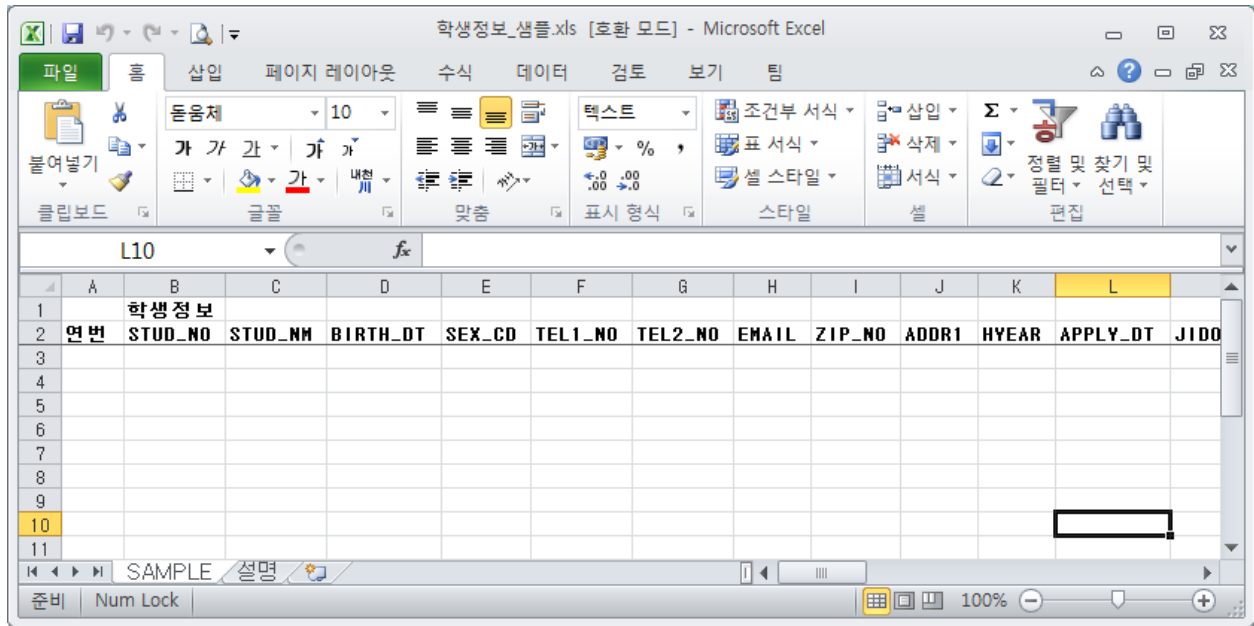 학생정보_샘플.xls [호환 모드] - Microsoft Excel
파일 홈 삽입 페이지 레이아웃 수식 데이터 검토 보기 팀
돋움체 10 텍스트 조건부 서식 삽입 Σ
붙여넣기 가 가 가 가 가 % , 표 서식 삭제 정렬 및 필터 찾기 및 선택
가 내천 川 .0 .00 .00 .0 셀 스타일 서식
클립보드 글꼴 맞춤 표시 형식 스타일 셀 편집
L10 fx
A B C D E F G H I J K L
1 학생정보
2 연번 STUD_NO STUD_NM BIRTH_DT SEX_CD TEL1_NO TEL2_NO EMAIL ZIP_NO ADDR1 HYEAR APPLY_DT JIDO
3
4
5
6
7
8
9
10
11
SAMPLE 설명
준비 Num Lock 100%